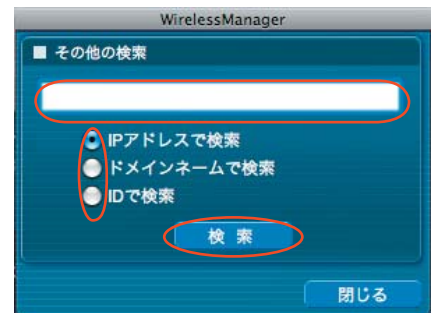 WirelessManager
■ その他の検索
IPアドレスで検索
ドメインネームで検索
IDで検索
検 索
閉じる